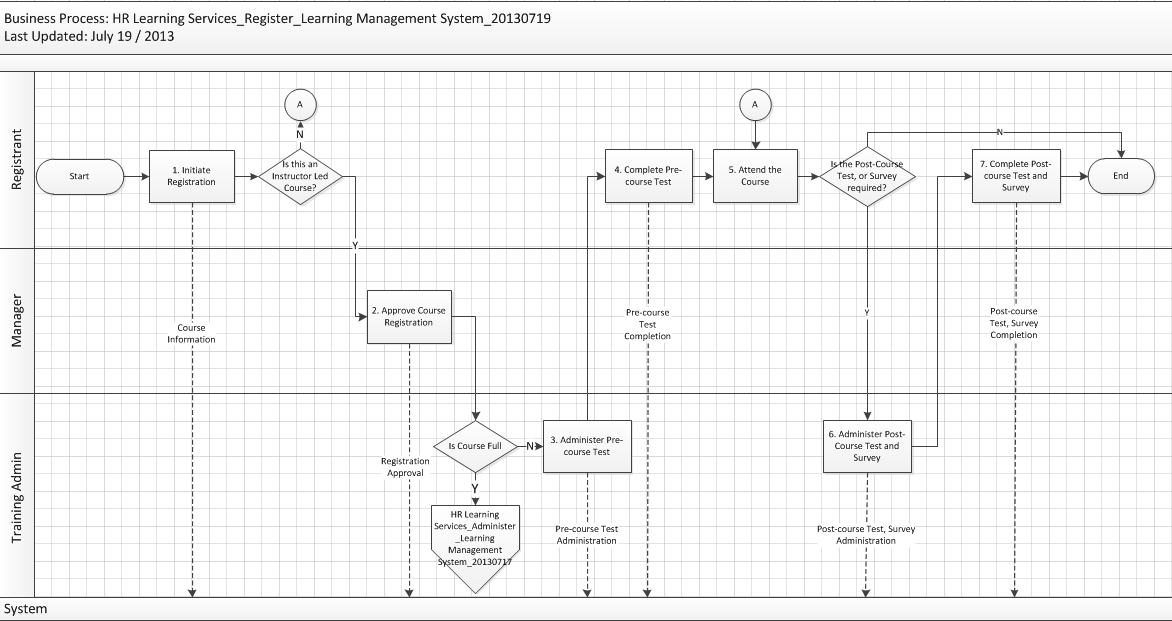 Business Process: HR Learning Services_Register_Learning Management System_20130719
Last Updated: July 19 / 2013
Registrant
Start
1. Initiate
Registration
Is this an
Instructor Led
Course?
N
A
Y
4. Complete Pre-
course Test
A
5. Attend the
Course
Is the Post-Course
Test, or Survey
required?
N
7. Complete Post-
course Test and
Survey
End
Manager
Course
Information
2. Approve Course
Registration
Pre-course
Test
Completion
Y
Post-course
Test, Survey
Completion
Training Admin
Registration
Approval
Is Course Full
N
Y
HR Learning
Services_Administer
_Learning
Management
System_20130717
3. Administer Pre-
course Test
Pre-course Test
Administration
6. Administer Post-
Course Test and
Survey
Post-course Test, Survey
Administration
System